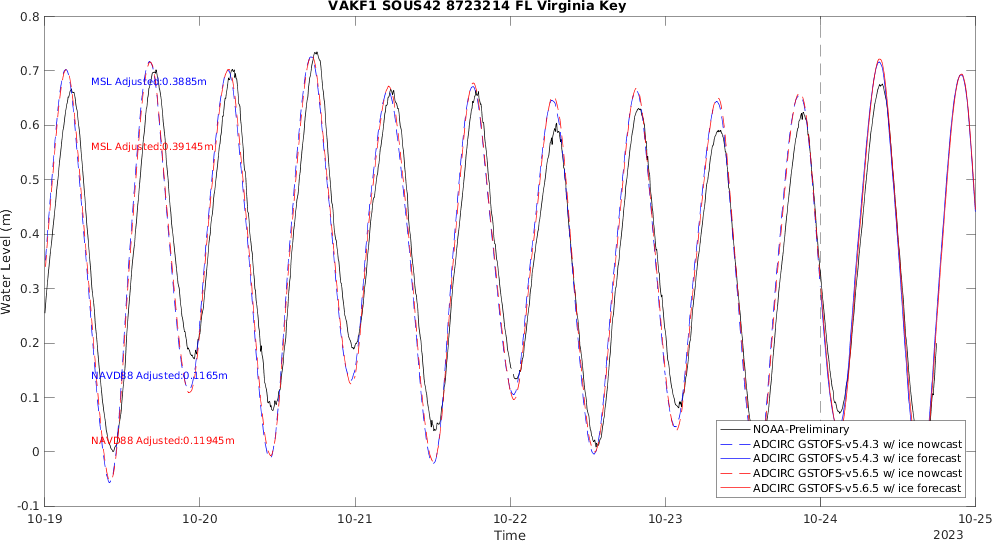 VAKF1 SOUS42 8723214 FL Virginia Key
0.8
0.7
0.6
0.5
0.4
0.3
0.2
0.1
0
-0.1
Water Level (m)
MSL Adjusted:0.3885m
MSL Adjusted:0.39145m
NAVD88 Adjusted:0.1165m
NAVD88 Adjusted:0.11945m
NOAA-Preliminary
ADCIRC GSTOFS-v5.4.3 w/ ice nowcast
ADCIRC GSTOFS-v5.4.3 w/ ice forecast
ADCIRC GSTOFS-v5.6.5 w/ ice nowcast
ADCIRC GSTOFS-v5.6.5 w/ ice forecast
10-19 10-20 10-21 10-22 10-23 10-24 10-25
Time
2023